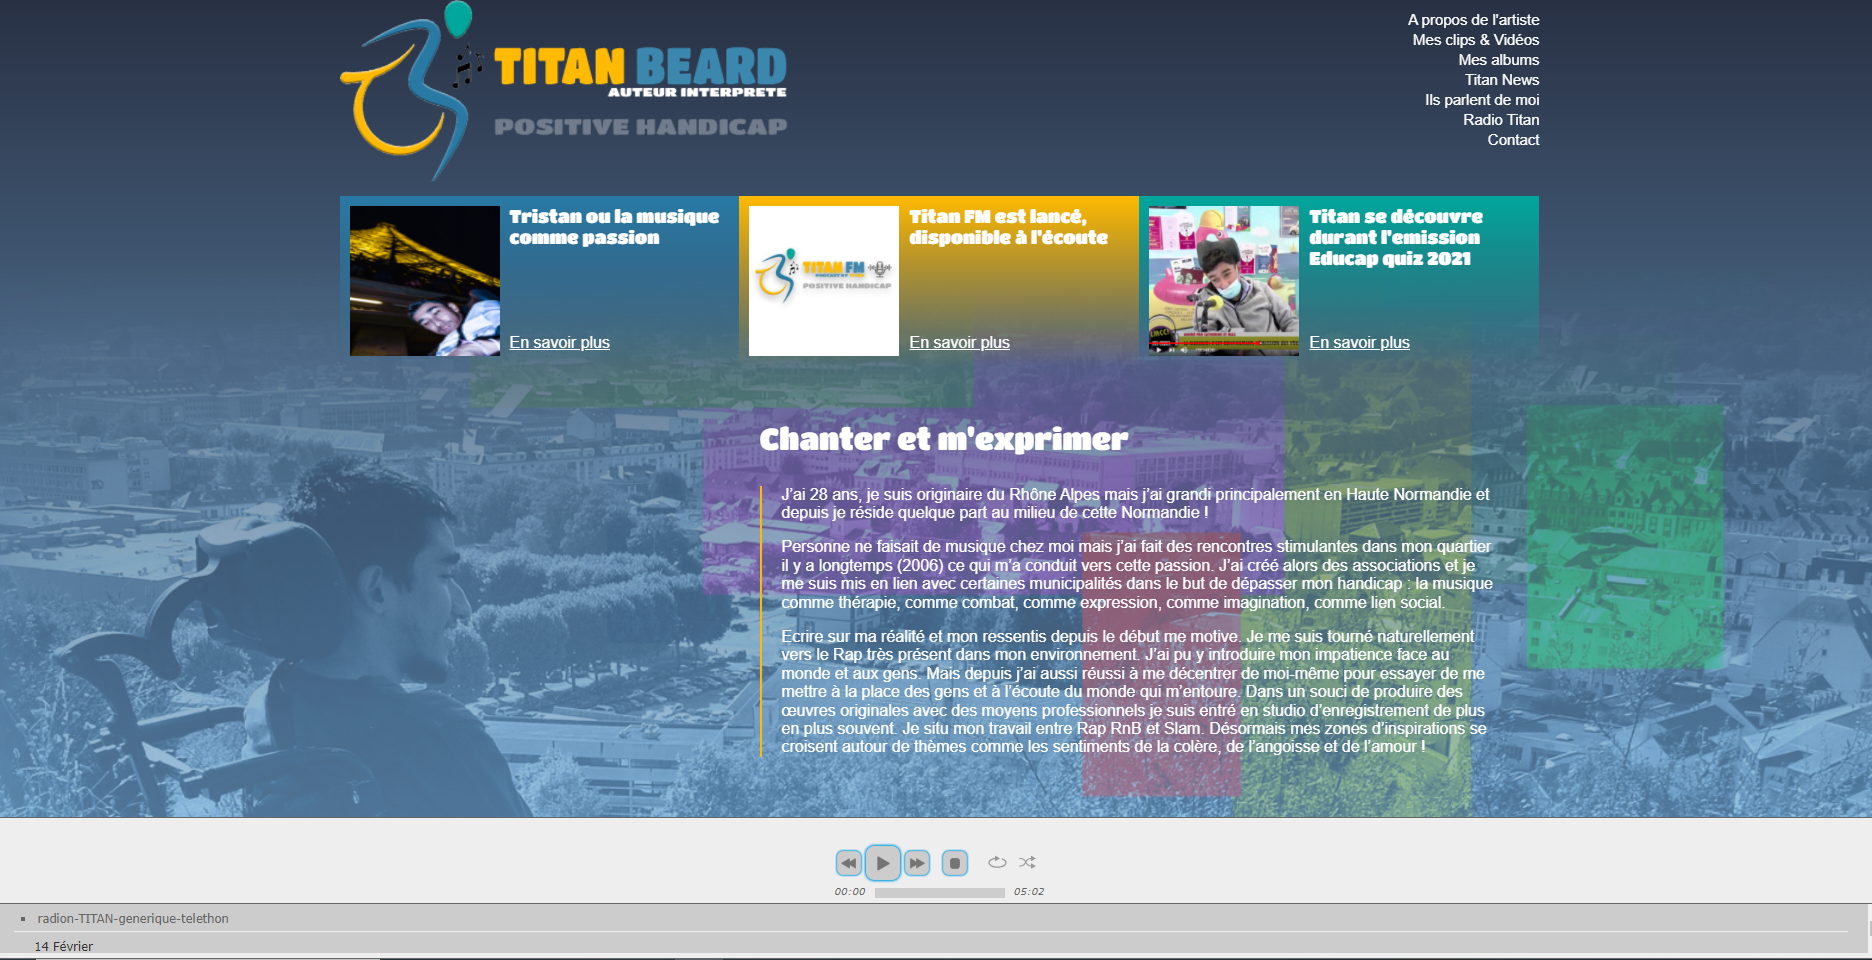 TITAN BEARD
AUTEUR INTERPRETE
POSITIVE HANDICAP
A propos de l'artiste
Mes clips & Vidéos
Mes albums
Titan News
Ils parlent de moi
Radio Titan
Contact
Tristan ou la musique
comme passion
En savoir plus
TITAN FM
POSITIVE HANDICAP
Titan FM est lancé,
disponible à l'écoute
En savoir plus
Titan se découvre
durant l'emission
Educap quiz 2021
En savoir plus
Chanter et m'exprimer
J’ai 28 ans, je suis originaire du Rhône Alpes mais j’ai grandi principalement en Haute Normandie et
depuis je réside quelque part au milieu de cette Normandie !
Personne ne faisait de musique chez moi mais j’ai fait des rencontres stimulantes dans mon quartier
il y a longtemps (2006) ce qui m’a conduit vers cette passion. J’ai créé alors des associations et je
me suis mis en lien avec certaines municipalités dans le but de dépasser mon handicap : la musique
comme thérapie, comme combat, comme expression, comme imagination, comme lien social.
Ecrire sur ma réalité et mon ressentis depuis le début me motive. Je me suis tourné naturellement
vers le Rap très présent dans mon environnement. J’ai pu y introduire mon impatience face au
monde et aux gens. Mais depuis j’ai aussi réussi à me décentrer de moi-même pour essayer de me
mettre à la place des gens et à l’écoute du monde qui m’entoure. Dans un souci de produire des
œuvres originales avec des moyens professionnels je suis entré en studio d’enregistrement de plus
en plus souvent. Je situ mon travail entre Rap RnB et Slam. Désormais mes zones d’inspirations se
croisent autour de thèmes comme les sentiments de la colère, de l’angoisse et de l’amour !
00:00
05:02
radion-TITAN-generique-telethon
14 Février